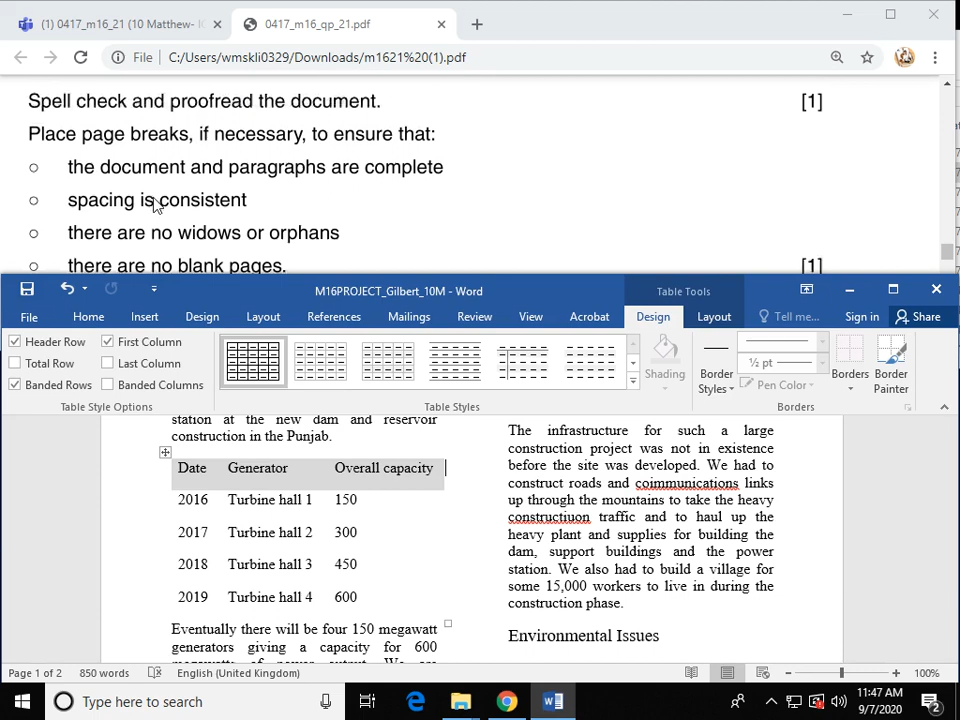 (1) 0417_m16_21 (10 Matthew- I
0417_m16_qp_21.pdf
File C:/Users/wmskli0329/Downloads/m1621%20(1).pdf
Spell check and proofread the document. [1]
Place page breaks, if necessary, to ensure that:
the document and paragraphs are complete
spacing is consistent
there are no widows or orphans
there are no blank pages. [1]
M16PROJECT_Gilbert_10M - Word
Table Tools
File Home Insert Design Layout References Mailings Review View Acrobat Design Layout Tell me... Sign in Share
Header Row First Column
Total Row Last Column
Banded Rows Banded Columns
Table Style Options
Table Styles
Shading
Border Styles
½ pt
Pen Color
Borders
Border Painter
Borders
station at the new dam and reservoir
construction in the Punjab.
Date Generator Overall capacity
2016 Turbine hall 1 150
2017 Turbine hall 2 300
2018 Turbine hall 3 450
2019 Turbine hall 4 600
Eventually there will be four 150 megawatt
generators giving a capacity for 600
The infrastructure for such a large
construction project was not in existence
before the site was developed. We had to
construct roads and coimmunications links
up through the mountains to take the heavy
constructiuon traffic and to haul up the
heavy plant and supplies for building the
dam, support buildings and the power
station. We also had to build a village for
some 15,000 workers to live in during the
construction phase.
Environmental Issues
Page 1 of 2 850 words English (United Kingdom) 100%
Type here to search
11:47 AM
9/7/2020
2